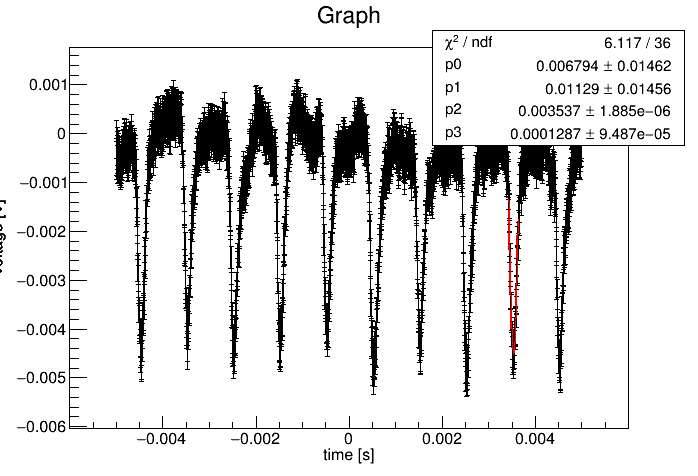 Graph
χ² / ndf 6.117 / 36
p0 0.006794 ± 0.01462
p1 0.01129 ± 0.01456
p2 0.003537 ± 1.885e−06
p3 0.0001287 ± 9.487e−05
0.001
0
−0.001
−0.002
−0.003
−0.004
−0.005
−0.006
−0.004 −0.002 0 0.002 0.004
time [s]